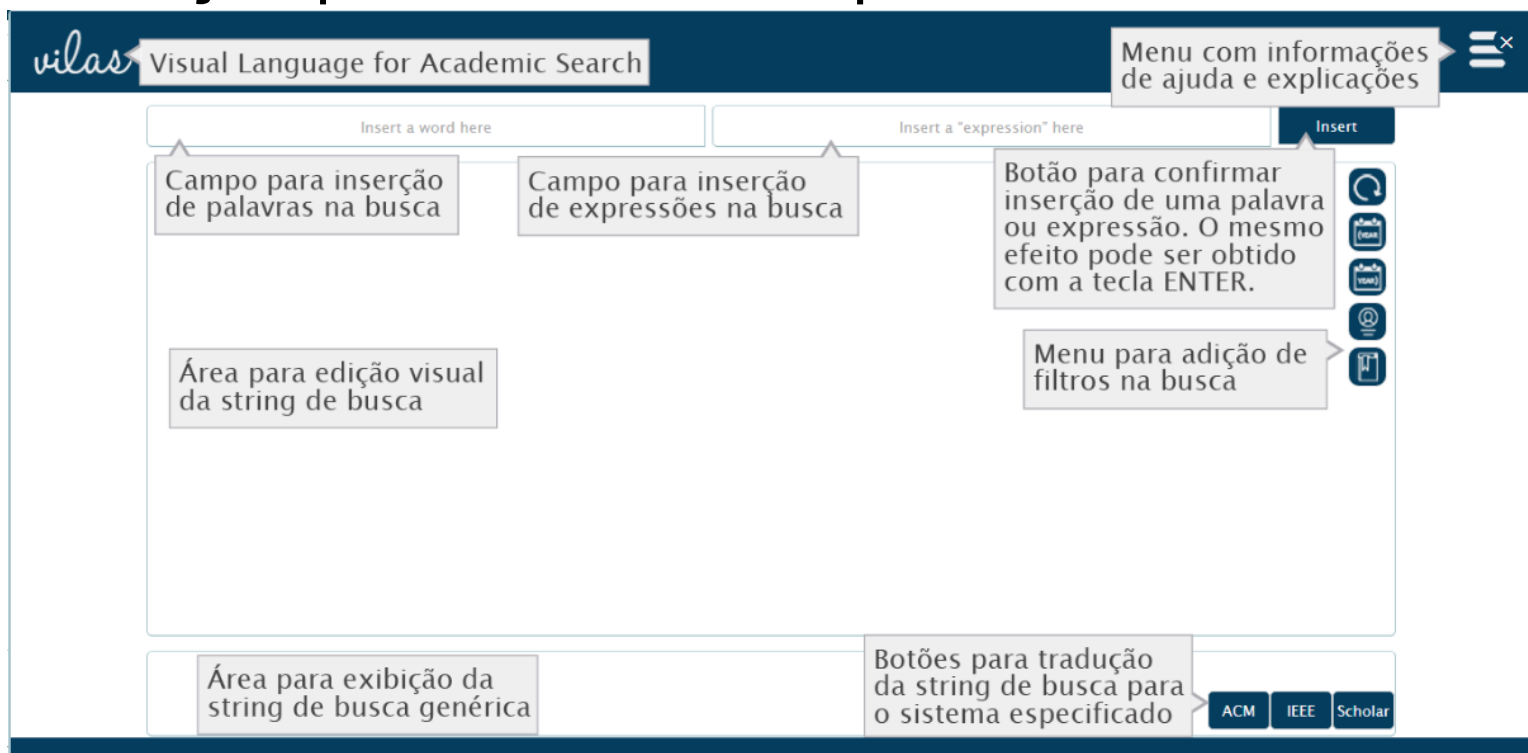 vilas
Visual Language for Academic Search
Menu com informações
de ajuda e explicações
Insert a word here
Insert a "expression" here
Insert
Campo para inserção
de palavras na busca
Campo para inserção
de expressões na busca
Botão para confirmar
inserção de uma palavra
ou expressão. O mesmo
efeito pode ser obtido
com a tecla ENTER.
(YEAR
YEAR)
Área para edição visual
da string de busca
Menu para adição de
filtros na busca
Área para exibição da
string de busca genérica
Botões para tradução
da string de busca para
o sistema especificado
ACM
IEEE
Scholar